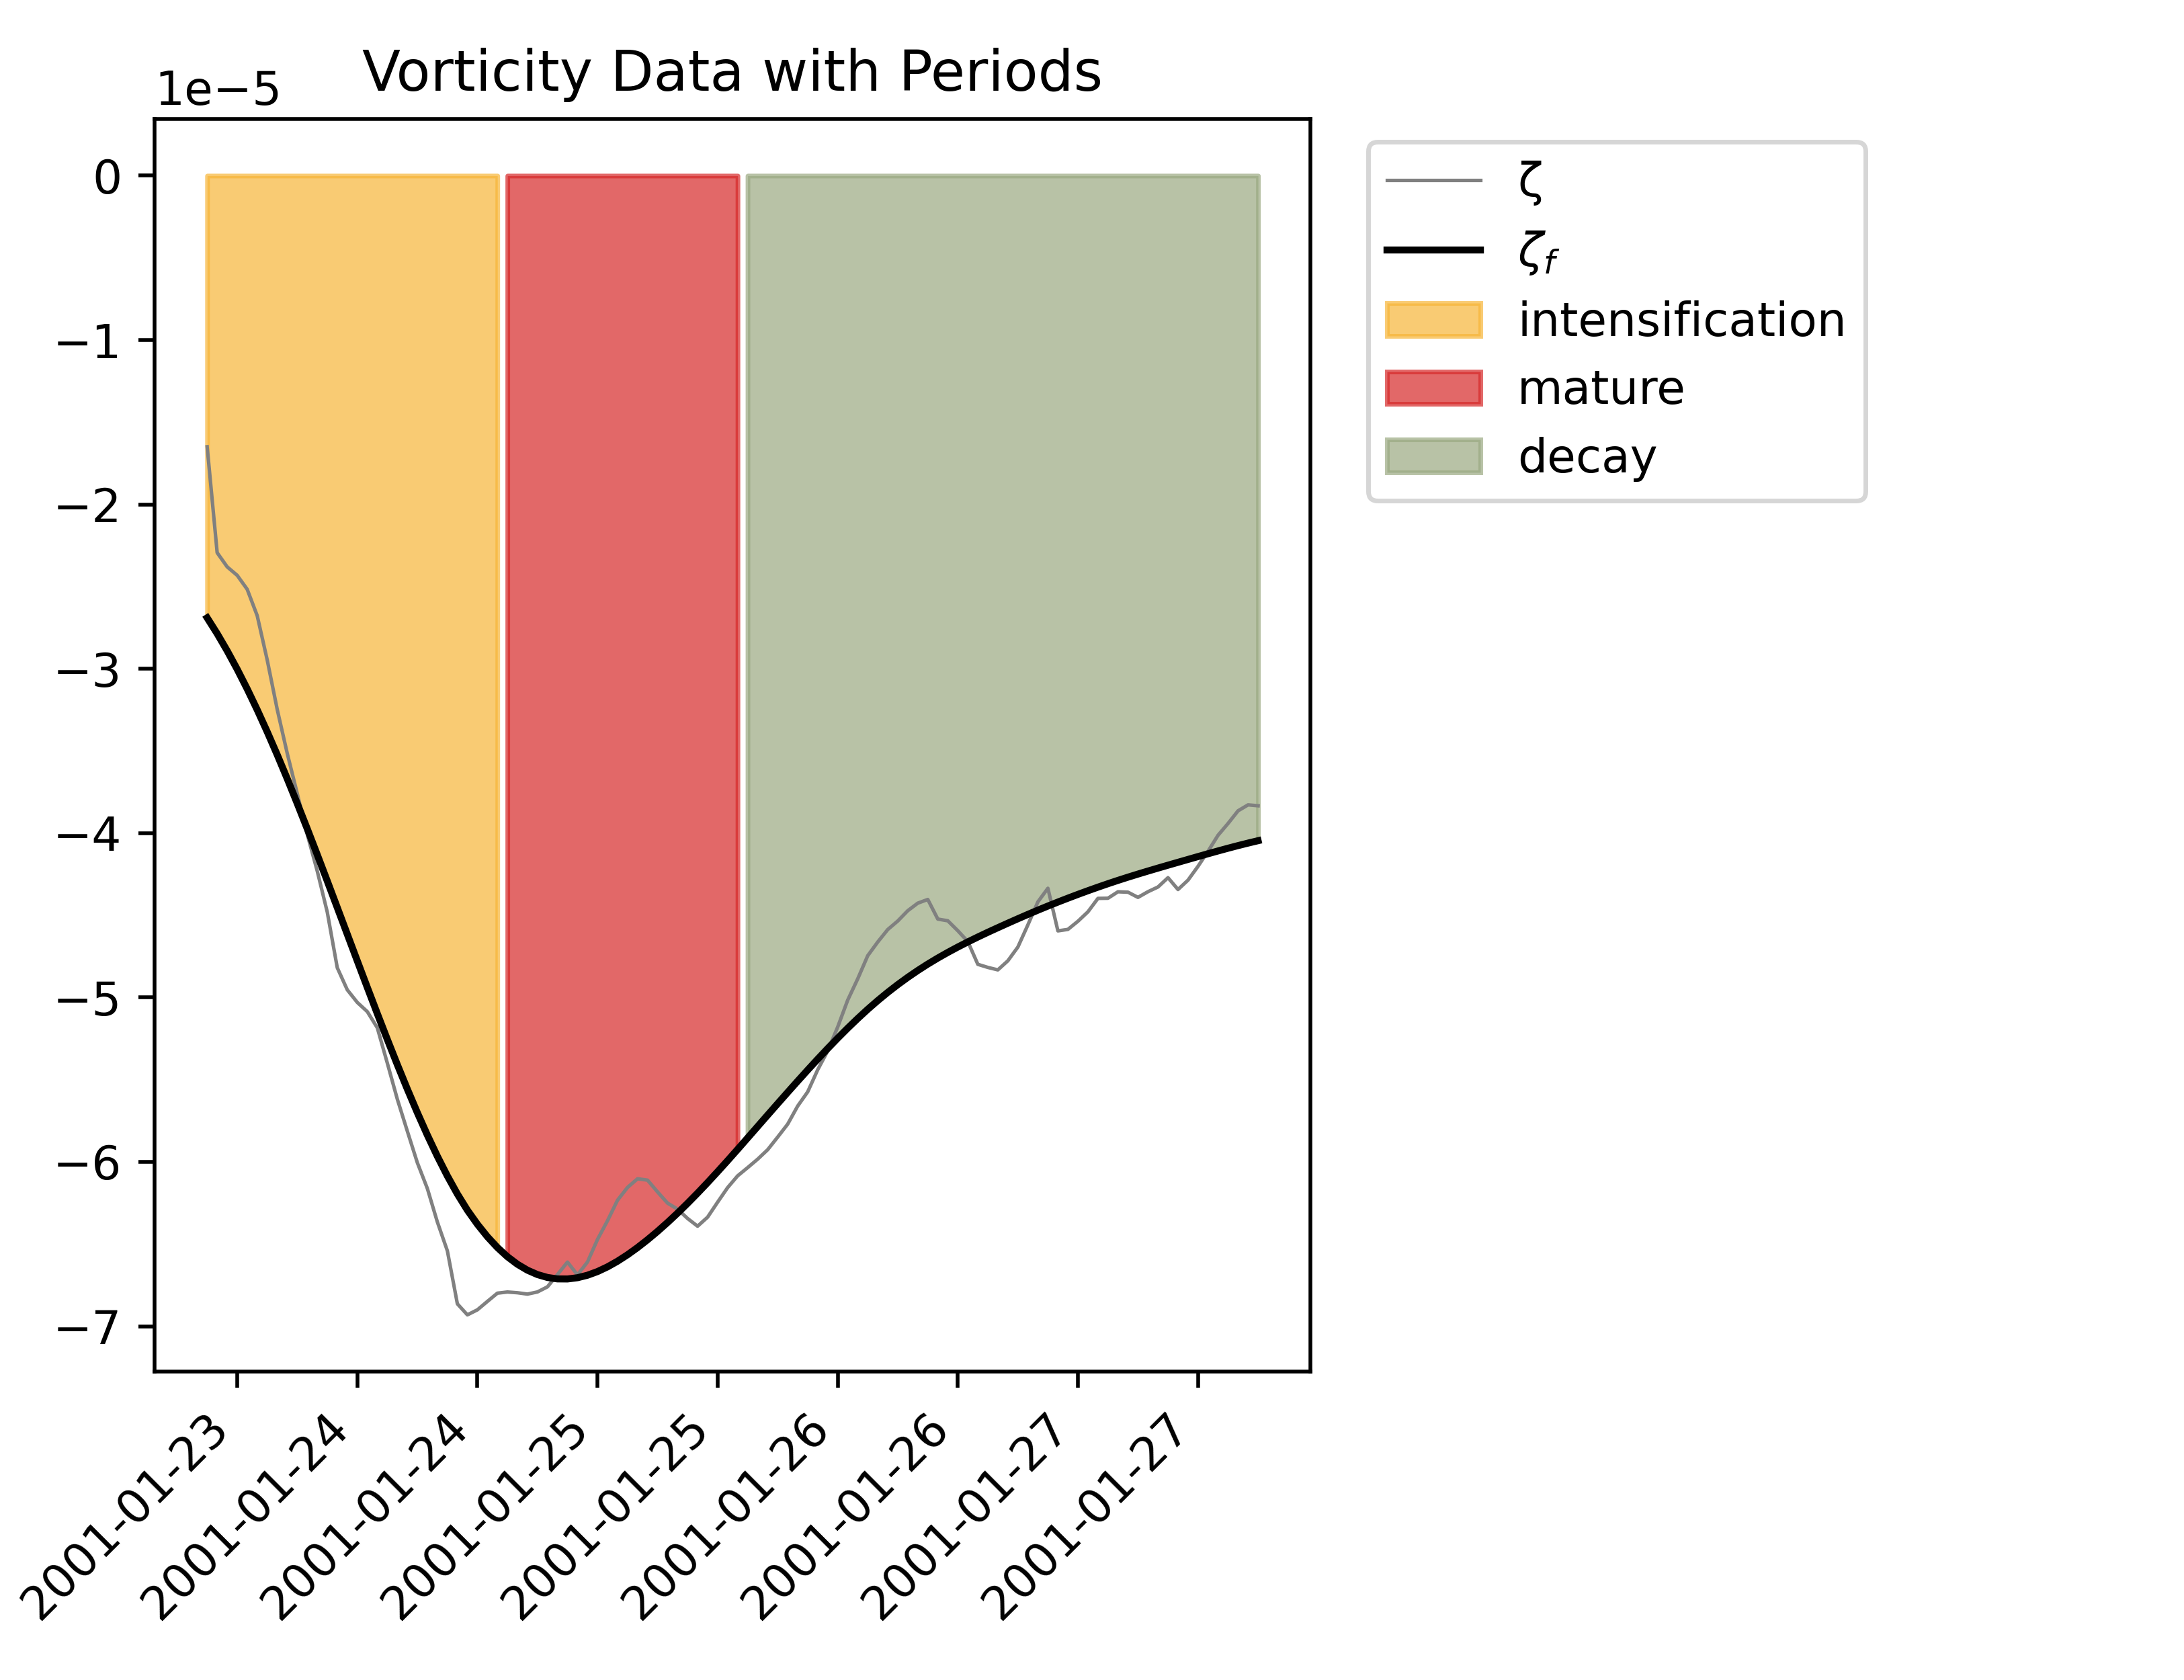 Vorticity Data with Periods
1e−5
0
−1
−2
−3
−4
−5
−6
−7
2001-01-23
2001-01-24
2001-01-24
2001-01-25
2001-01-25
2001-01-26
2001-01-26
2001-01-27
2001-01-27
ζ
ζf
intensification
mature
decay